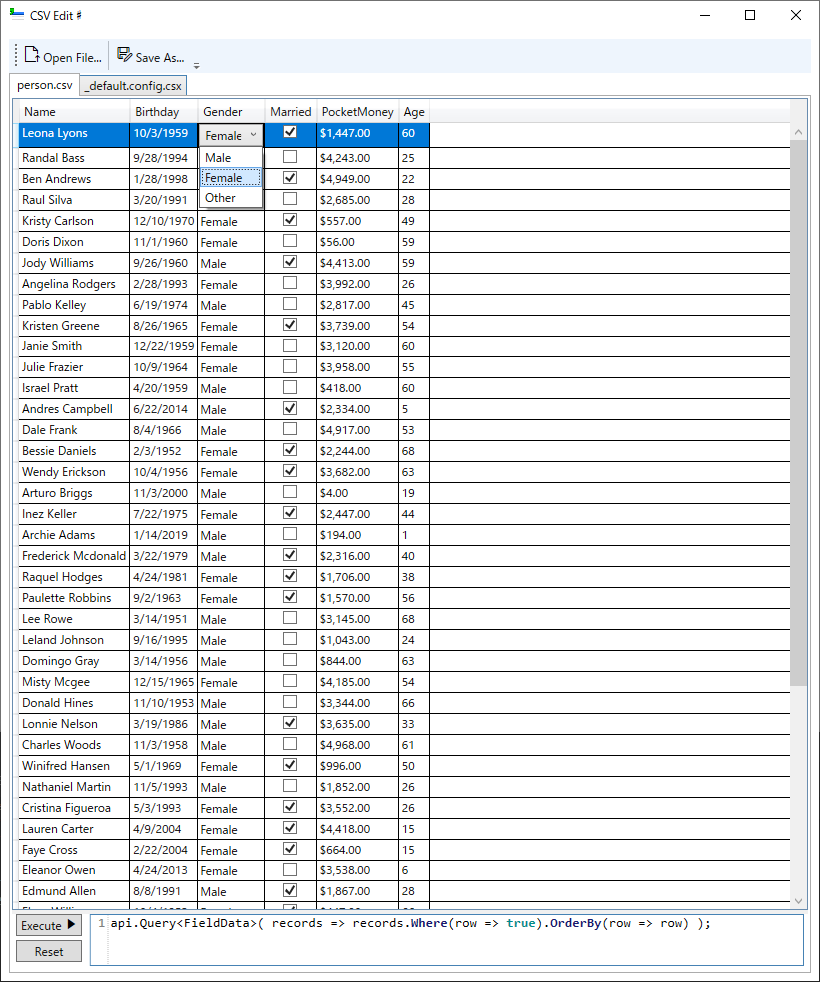 CSV Edit♯
Open File... Save As...
person.csv _default.config.csx
Name Birthday Gender Married PocketMoney Age
Leona Lyons 10/3/1959 Female $1,447.00 60
Randal Bass 9/28/1994 Male $4,243.00 25
Ben Andrews 1/28/1998 Female $4,949.00 22
Raul Silva 3/20/1991 Other $2,685.00 28
Kristy Carlson 12/10/1970 Female $557.00 49
Doris Dixon 11/1/1960 Female $56.00 59
Jody Williams 9/26/1960 Male $4,413.00 59
Angelina Rodgers 2/28/1993 Female $3,992.00 26
Pablo Kelley 6/19/1974 Male $2,817.00 45
Kristen Greene 8/26/1965 Female $3,739.00 54
Janie Smith 12/22/1959 Female $3,120.00 60
Julie Frazier 10/9/1964 Female $3,958.00 55
Israel Pratt 4/20/1959 Male $418.00 60
Andres Campbell 6/22/2014 Male $2,334.00 5
Dale Frank 8/4/1966 Male $4,917.00 53
Bessie Daniels 2/3/1952 Female $2,244.00 68
Wendy Erickson 10/4/1956 Female $3,682.00 63
Arturo Briggs 11/3/2000 Male $4.00 19
Inez Keller 7/22/1975 Female $2,447.00 44
Archie Adams 1/14/2019 Male $194.00 1
Frederick Mcdonald 3/22/1979 Male $2,316.00 40
Raquel Hodges 4/24/1981 Female $1,706.00 38
Paulette Robbins 9/2/1963 Female $1,570.00 56
Lee Rowe 3/14/1951 Male $3,145.00 68
Leland Johnson 9/16/1995 Male $1,043.00 24
Domingo Gray 3/14/1956 Male $844.00 63
Misty Mcgee 12/15/1965 Female $4,185.00 54
Donald Hines 11/10/1953 Male $3,344.00 66
Lonnie Nelson 3/19/1986 Male $3,635.00 33
Charles Woods 11/3/1958 Male $4,968.00 61
Winifred Hansen 5/1/1969 Female $996.00 50
Nathaniel Martin 11/5/1993 Male $1,852.00 26
Cristina Figueroa 5/3/1993 Female $3,552.00 26
Lauren Carter 4/9/2004 Female $4,418.00 15
Faye Cross 2/22/2004 Female $664.00 15
Eleanor Owen 4/24/2013 Female $3,538.00 6
Edmund Allen 8/8/1991 Male $1,867.00 28
Execute 1 api.Query<FieldData>( records => records.Where(row => true).OrderBy(row => row) );
Reset